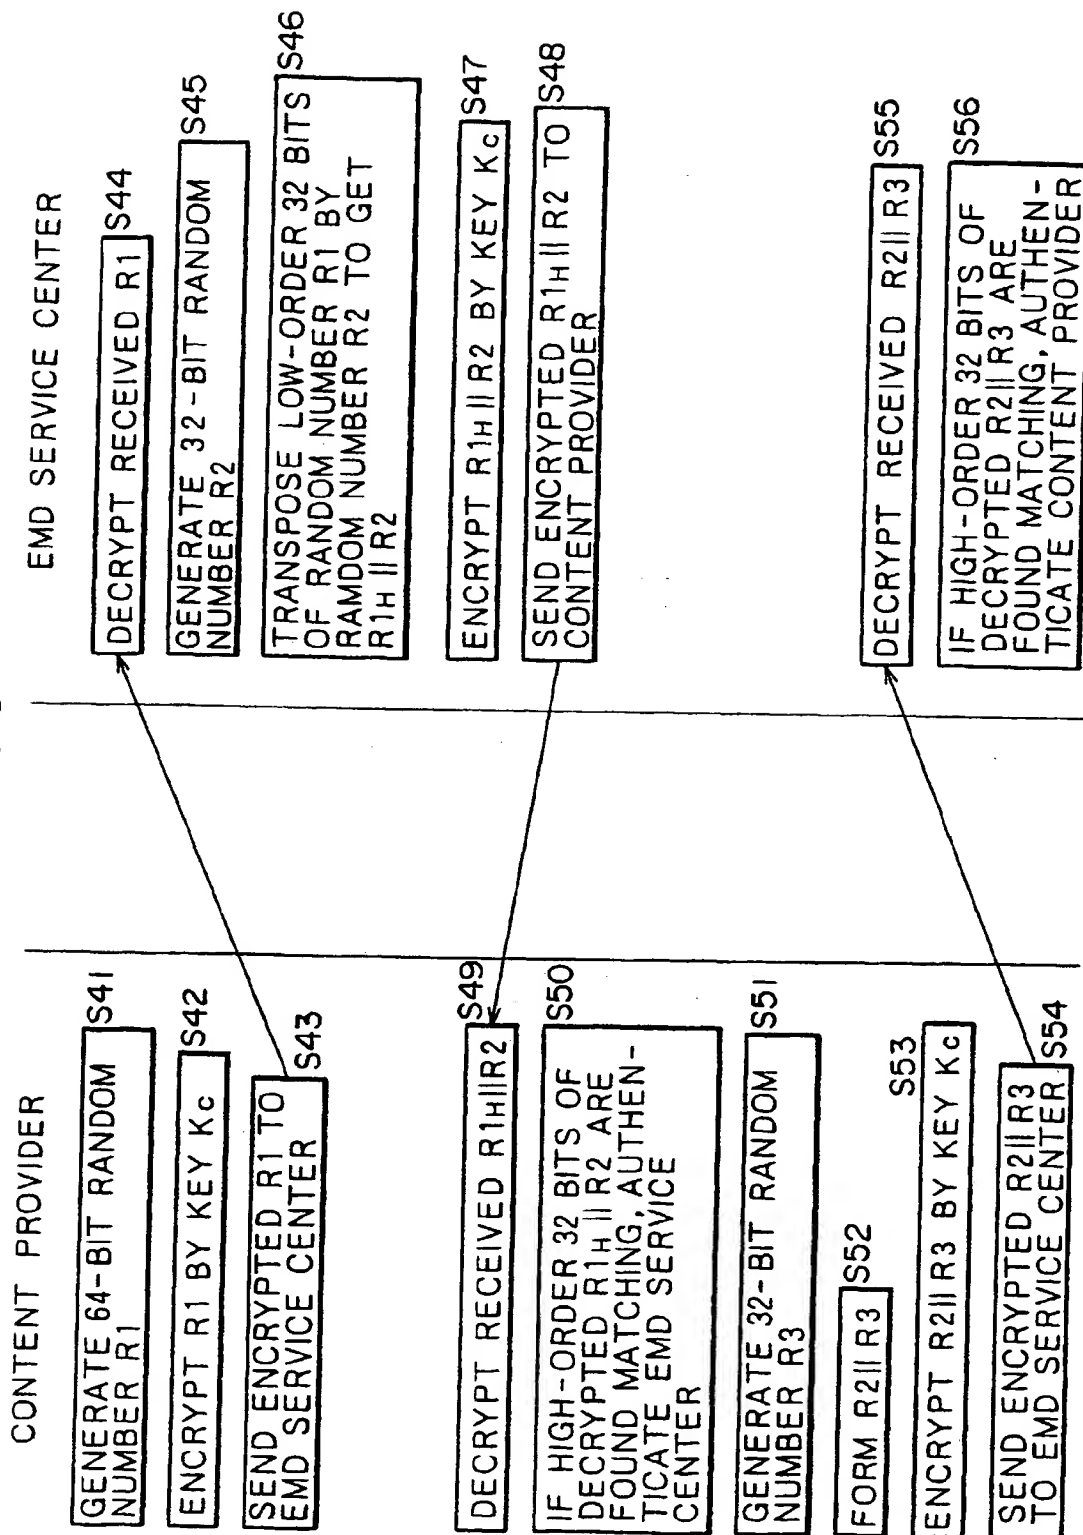 CONTENT PROVIDER
GENERATE 64-BIT RANDOM
NUMBER R1
S41
ENCRYPT R1 BY KEY Kc
S42
SEND ENCRYPTED R1 TO
EMD SERVICE CENTER
S43
DECRYPT RECEIVED R1H||R2
S49
IF HIGH-ORDER 32 BITS OF
DECRYPTED R1H || R2 ARE
FOUND MATCHING, AUTHEN-
TICATE EMD SERVICE
CENTER
S50
GENERATE 32-BIT RANDOM
NUMBER R3
S51
FORM R2|| R3
S52
S53
ENCRYPT R2|| R3 BY KEY Kc
SEND ENCRYPTED R2|| R3
TO EMD SERVICE CENTER
S54
EMD SERVICE CENTER
DECRYPT RECEIVED R1
S44
GENERATE 32-BIT RANDOM
NUMBER R2
S45
TRANSPOSE LOW-ORDER 32 BITS
OF RANDOM NUMBER R1 BY
RAMDOM NUMBER R2 TO GET
R1H || R2
S46
ENCRYPT R1H || R2 BY KEY Kc
S47
SEND ENCRYPTED R1H || R2 TO
CONTENT PROVIDER
S48
DECRYPT RECEIVED R2|| R3
S55
IF HIGH-ORDER 32 BITS OF
DECRYPTED R2|| R3 ARE
FOUND MATCHING, AUTHEN-
TICATE CONTENT PROVIDER
S56